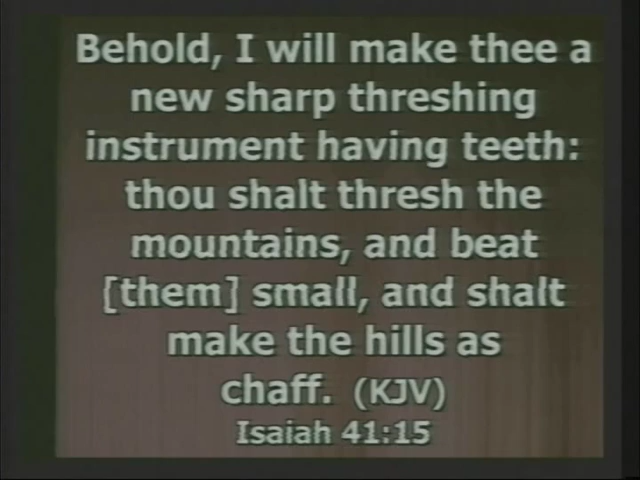 Behold, I will make thee a
new sharp threshing
instrument having teeth:
thou shalt thresh the
mountains, and beat
[them] small, and shalt
make the hills as
chaff. (KJV)
Isaiah 41:15